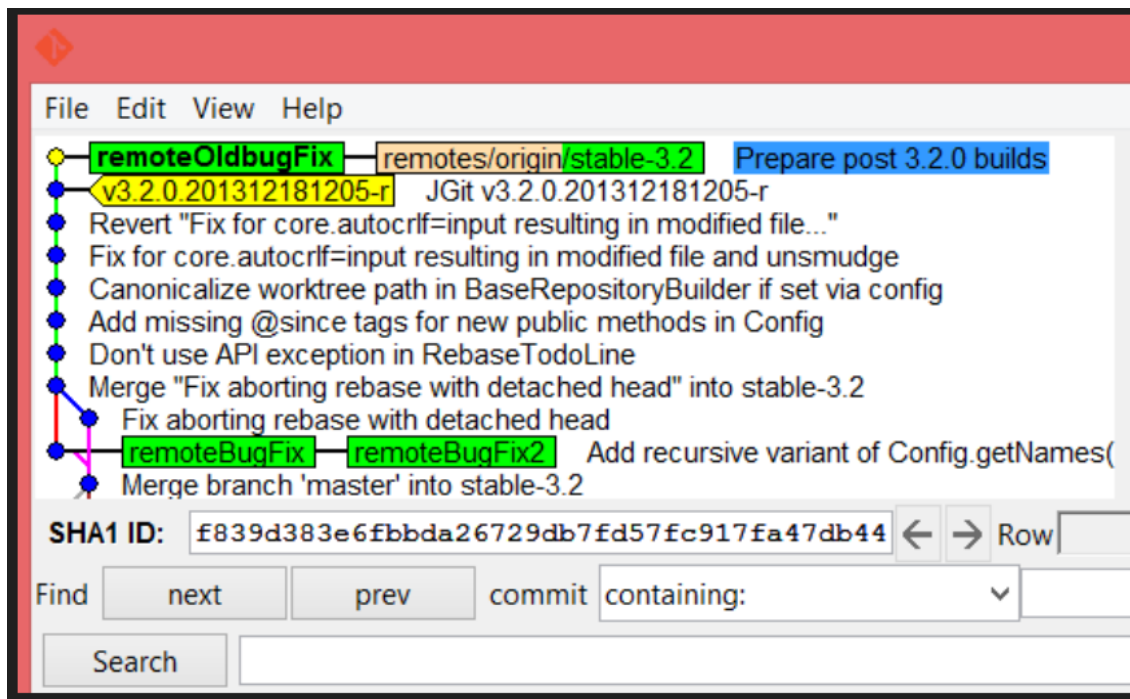 File Edit View Help
remoteOldbugFix remotes/origin/stable-3.2 Prepare post 3.2.0 builds
v3.2.0.201312181205-r JGit v3.2.0.201312181205-r
Revert "Fix for core.autocrlf=input resulting in modified file..."
Fix for core.autocrlf=input resulting in modified file and unsmudge
Canonicalize worktree path in BaseRepositoryBuilder if set via config
Add missing @since tags for new public methods in Config
Don't use API exception in RebaseTodoLine
Merge "Fix aborting rebase with detached head" into stable-3.2
Fix aborting rebase with detached head
remoteBugFix remoteBugFix2 Add recursive variant of Config.getNames(
Merge branch 'master' into stable-3.2
SHA1 ID: f839d383e6fbbda26729db7fd57fc917fa47db44 Row
Find next prev commit containing:
Search